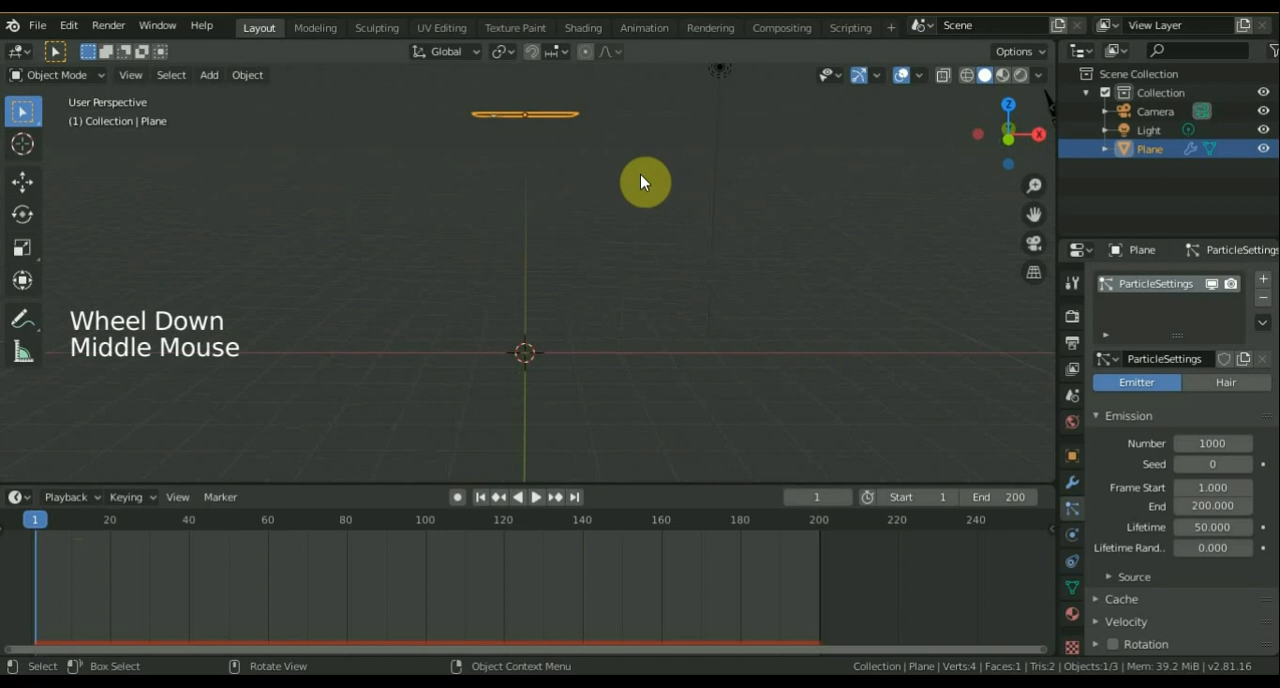 File Edit Render Window Help Layout Modeling Sculpting UV Editing Texture Paint Shading Animation Rendering Compositing Scripting + Scene View Layer
Global Options
Object Mode View Select Add Object
User Perspective
(1) Collection | Plane
Z
X
Wheel Down
Middle Mouse
Scene Collection
Collection
Camera
Light
Plane
Plane ParticleSettings
ParticleSettings
ParticleSettings
Emitter Hair
Emission
Number 1000
Seed 0
Frame Start 1.000
End 200.000
Lifetime 50.000
Lifetime Rand.. 0.000
Source
Cache
Velocity
Rotation
Playback Keying View Marker 1 Start 1 End 200
1 20 40 60 80 100 120 140 160 180 200 220 240
Select Box Select Rotate View Object Context Menu Collection | Plane | Verts:4 | Faces:1 | Tris:2 | Objects:1/3 | Mem: 39.2 MiB | v2.81.16